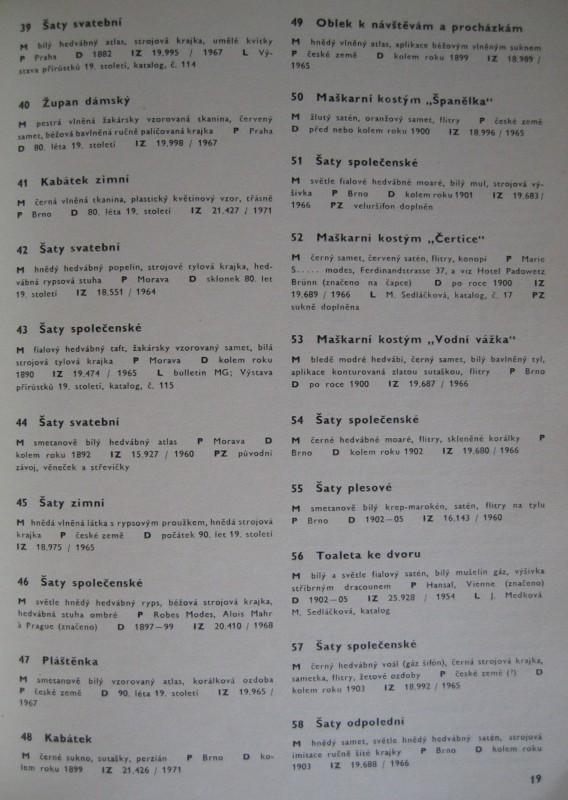 39 Šaty svatební
M bílý hedvábný atlas, strojová krajka, umělé kvítky
P Praha D 1882 IZ 19,995 / 1967 L Vý-
stava přírůstků 19. století, katalog, č. 114
40 Župan dámský
M pestrá vlněná žakársky vzorovaná tkanina, červený
samet, béžová bavlněná ručně paličovaná krajka P Praha
D 80. léta 19. století IZ 19,998 / 1967
41 Kabátek zimní
M černá vlněná tkanina, plastický květinový vzor, třásně
P Brno D 80. léta 19. století IZ 21,427 / 1971
42 Šaty svatební
M hnědý hedvábný popelin, strojové tylová krajka, hed-
vábná rypsová stuha P Morava D sklonek 80. let
19. století IZ 18,551 / 1964
43 Šaty společenské
M fialový hedvábný taft, žakársky vzorovaný samet, bílá
strojová tylová krajka P Morava D kolem roku
1890 IZ 19,474 / 1965 L bulletin MG; Výstava
přírůstků 19. století, katalog, č. 115
44 Šaty svatební
M smetanově bílý hedvábný atlas P Morava D
kolem roku 1892 IZ 15,927 / 1960 PZ původní
závoj, věneček a střevíčky
45 Šaty zimní
M hnědá vlněná látka s rypsovým proužkem, hnědá strojová
krajka P české země D počátek 90. let 19. století
IZ 18,975 / 1965
46 Šaty společenské
M světle hnědý hedvábný ryps, béžová strojová krajka,
hedvábná stuha ombré P Robes Modes, Alois Mahr
à Prague (značeno) D 1897—99 IZ 20.410 / 1968
47 Pláštěnka
M smetanově bílý vzorovaný atlas, korálková ozdoba
P české země D 90. léta 19. století IZ 19,965 /
1967
48 Kabátek
M černé sukno, sutašky, perzián P Brno D ko-
lem roku 1899 IZ 21,426 / 1971
49 Oblek k návštěvám a procházkám
M hnědý vlněný atlas, aplikace béžovým vlněným suknem
P české země D kolem roku 1899 IZ 18,989 /
1965
50 Maškarní kostým „Španělka“
M žlutý satén, oranžový samet, flitry P české země
D před nebo kolem roku 1900 IZ 18,996 / 1965
51 Šaty společenské
M světle fialové hedvábné moaré, bílý mul, strojová vý-
šivka P Brno D kolem roku 1901 IZ 19,683 /
1966 PZ veluršifon doplněn
52 Maškarní kostým „Čertice“
M černý samet, červený satén, flitry, konopí P Marie
S..... modes, Ferdinandstrasse 37, a viz Hotel Padowetz
Brünn (značeno na čapce) D po roce 1900 IZ
19,689 / 1966 L M. Sedláčková, katalog, č. 17 PZ
sukně doplněna
53 Maškarní kostým „Vodní vážka“
M bledě modré hedvábí, černý samet, bílý bavlněný tyl,
aplikace konturovaná zlatou sutaškou, flitry P Brno
D po roce 1900 IZ 19,687 / 1966
54 Šaty společenské
M černé hedvábné moaré, flitry, skleněné korálky P
Brno D kolem roku 1902 IZ 19,680 / 1966
55 Šaty plesové
M smetanově bílý krep-marokén, satén, flitry na tylu
P Brno D 1902—05 IZ 16,143 / 1960
56 Toaleta ke dvoru
M bílý a světle fialový satén, bílý mušelín gáz, výšivka
stříbrným dracounem P Hansal, Vienne (značeno)
D 1902—05 IZ 25,928 / 1954 L J. Medková
M. Sedláčková, katalog
57 Šaty společenské
M černý hedvábný voál (gáz šifón), černá strojová krajka,
sametka, flitry, žetové ozdoby P české země (?) D
kolem roku 1903 IZ 18,992 / 1965
58 Šaty odpolední
M hnědý samet, světle hnědý hedvábný satén, strojová
imitace ručně šité krajky P Brno D kolem roku
1903 IZ 19,688 / 1966
19